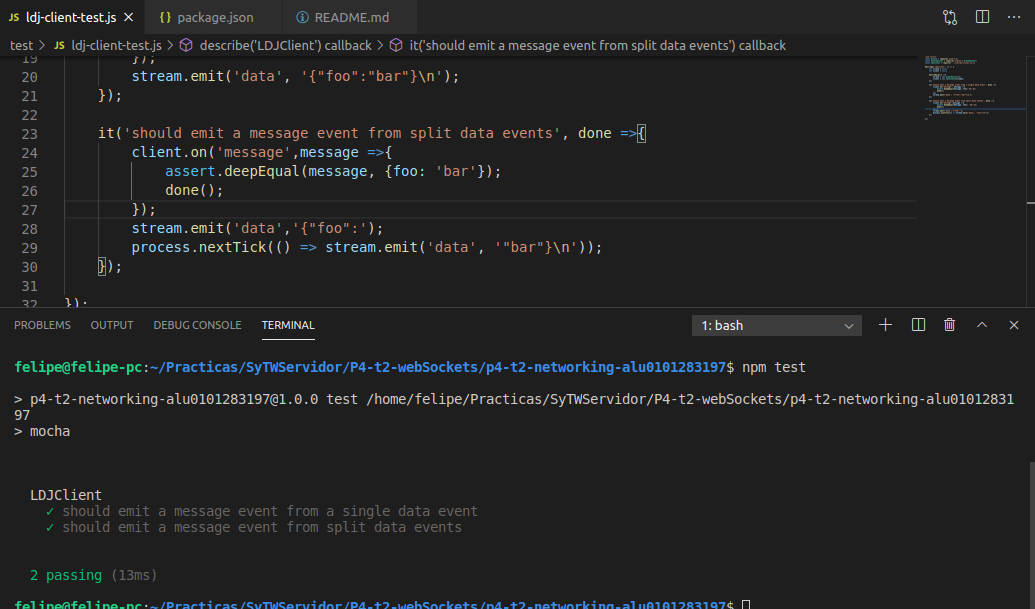 JS ldj-client-test.js ×
{} package.json
README.md
test > JS ldj-client-test.js > describe('LDJClient') callback > it('should emit a message event from split data events') callback
19 });
20 stream.emit('data', '{"foo":"bar"}\n');
21 });
22
23 it('should emit a message event from split data events', done =>{
24 client.on('message',message =>{
25 assert.deepEqual(message, {foo: 'bar'});
26 done();
27 });
28 stream.emit('data','{"foo":');
29 process.nextTick(() => stream.emit('data', '"bar"}\n'));
30 });
31
32 });
PROBLEMS OUTPUT DEBUG CONSOLE TERMINAL 1: bash
felipe@felipe-pc:~/Practicas/SyTWServidor/P4-t2-webSockets/p4-t2-networking-alu0101283197$ npm test
> p4-t2-networking-alu0101283197@1.0.0 test /home/felipe/Practicas/SyTWServidor/P4-t2-webSockets/p4-t2-networking-alu01012831
97
> mocha
LDJClient
✓ should emit a message event from a single data event
✓ should emit a message event from split data events
2 passing (13ms)
felipe@felipe-pc:~/Practicas/SyTWServidor/P4-t2-webSockets/p4-t2-networking-alu0101283197$